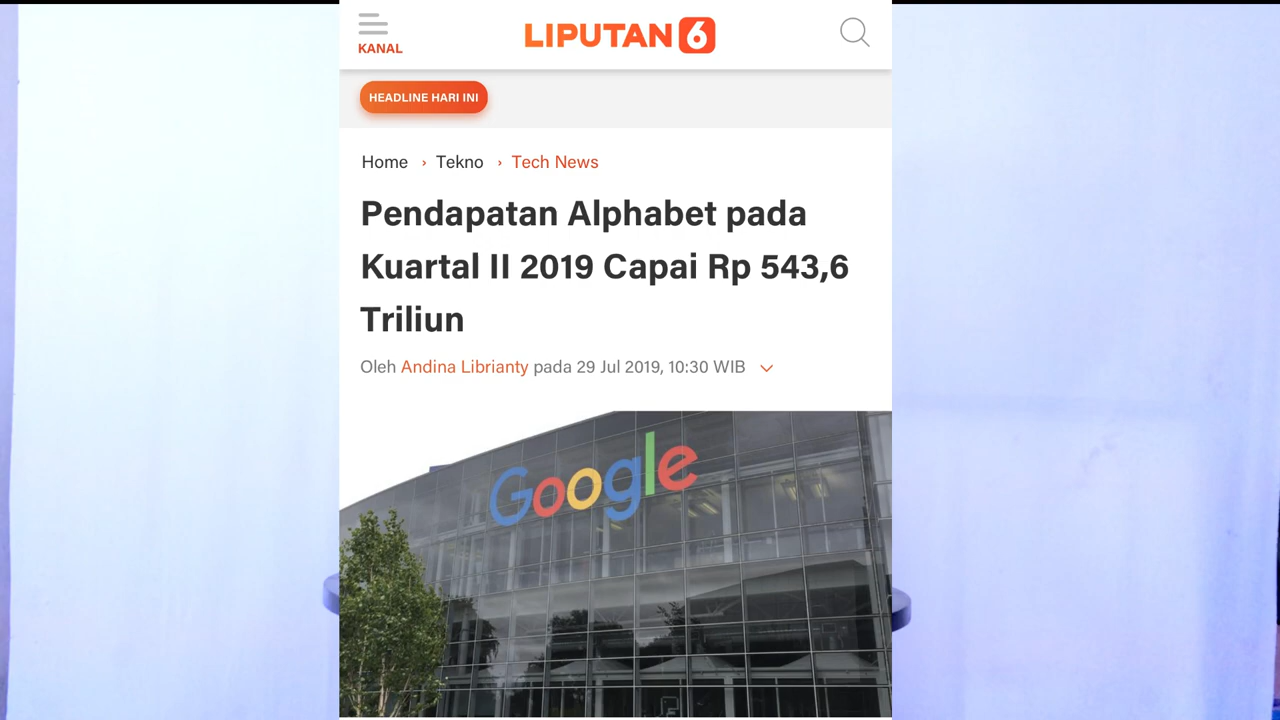 KANAL
LIPUTAN 6
HEADLINE HARI INI
Home › Tekno › Tech News
Pendapatan Alphabet pada
Kuartal II 2019 Capai Rp 543,6
Triliun
Oleh Andina Librianty pada 29 Jul 2019, 10:30 WIB
Google